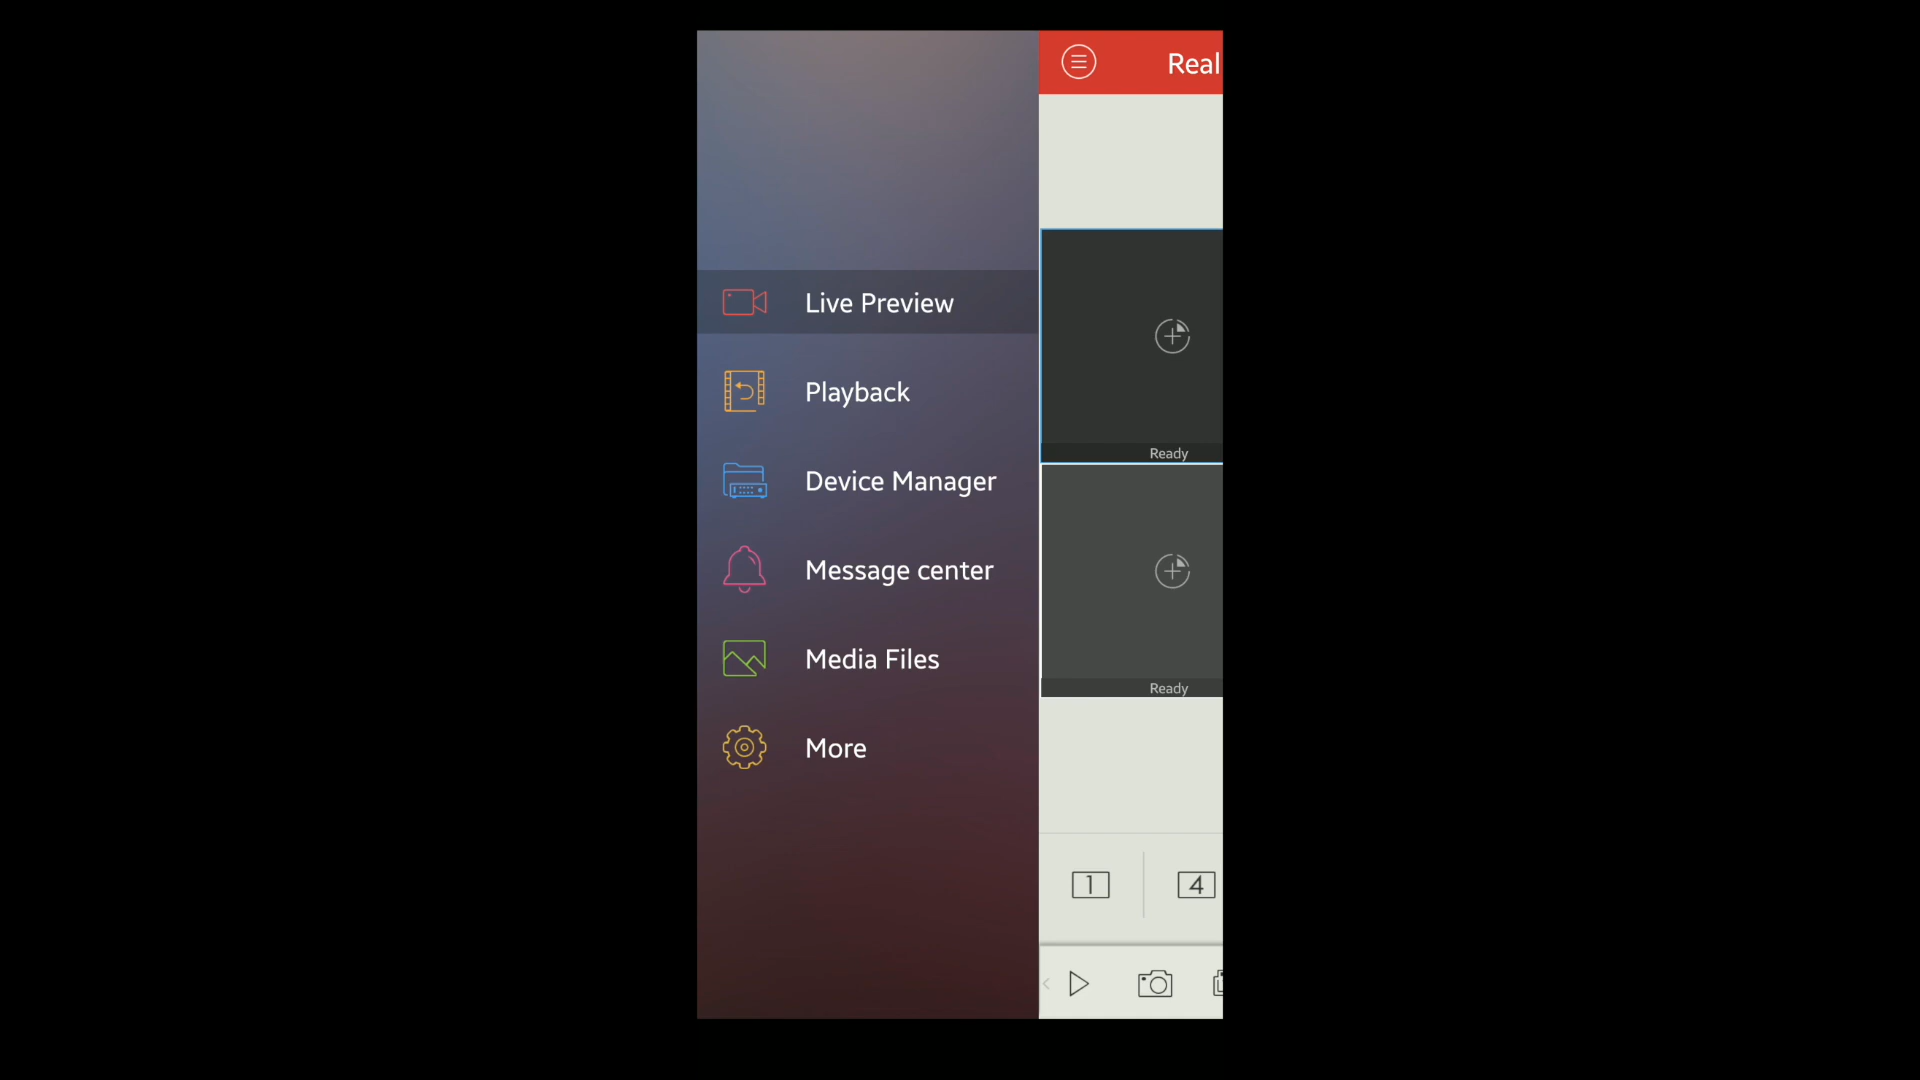 Real
Live Preview
Playback
Device Manager
Message center
Media Files
More
Ready
Ready
1
4